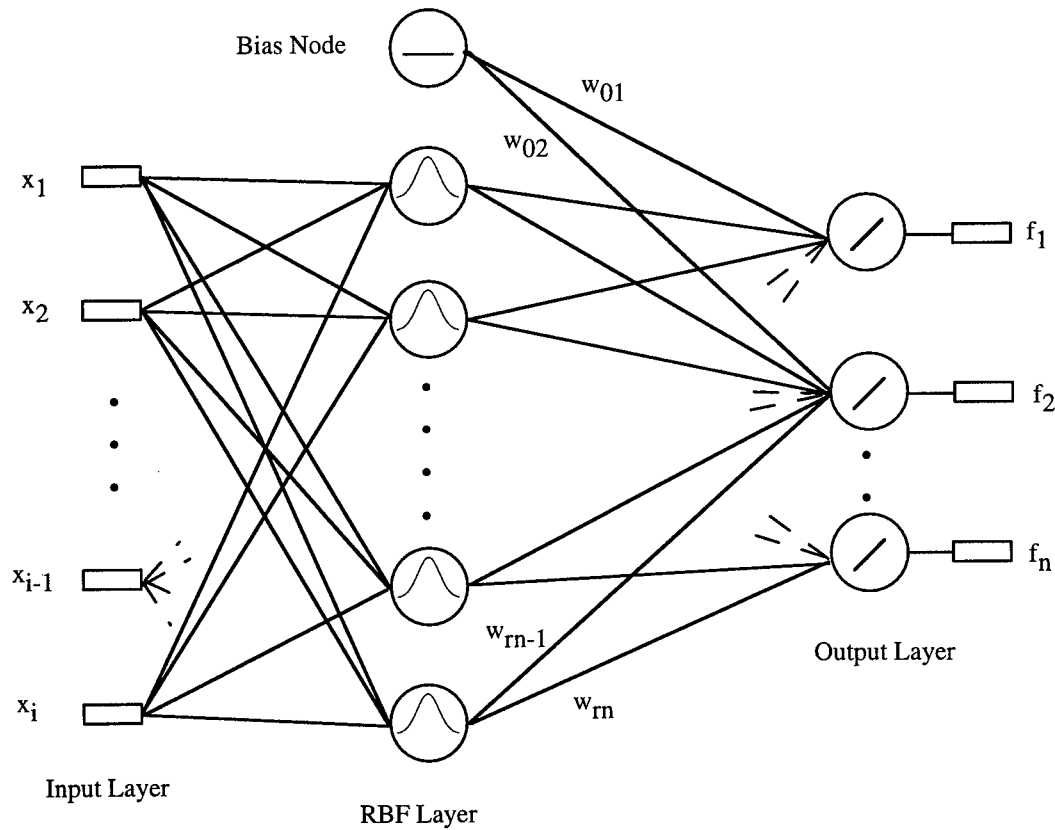 Bias Node
w01
w02
x1
x2
xi-1
xi
f1
f2
fn
wrn-1
wrn
Output Layer
Input Layer
RBF Layer